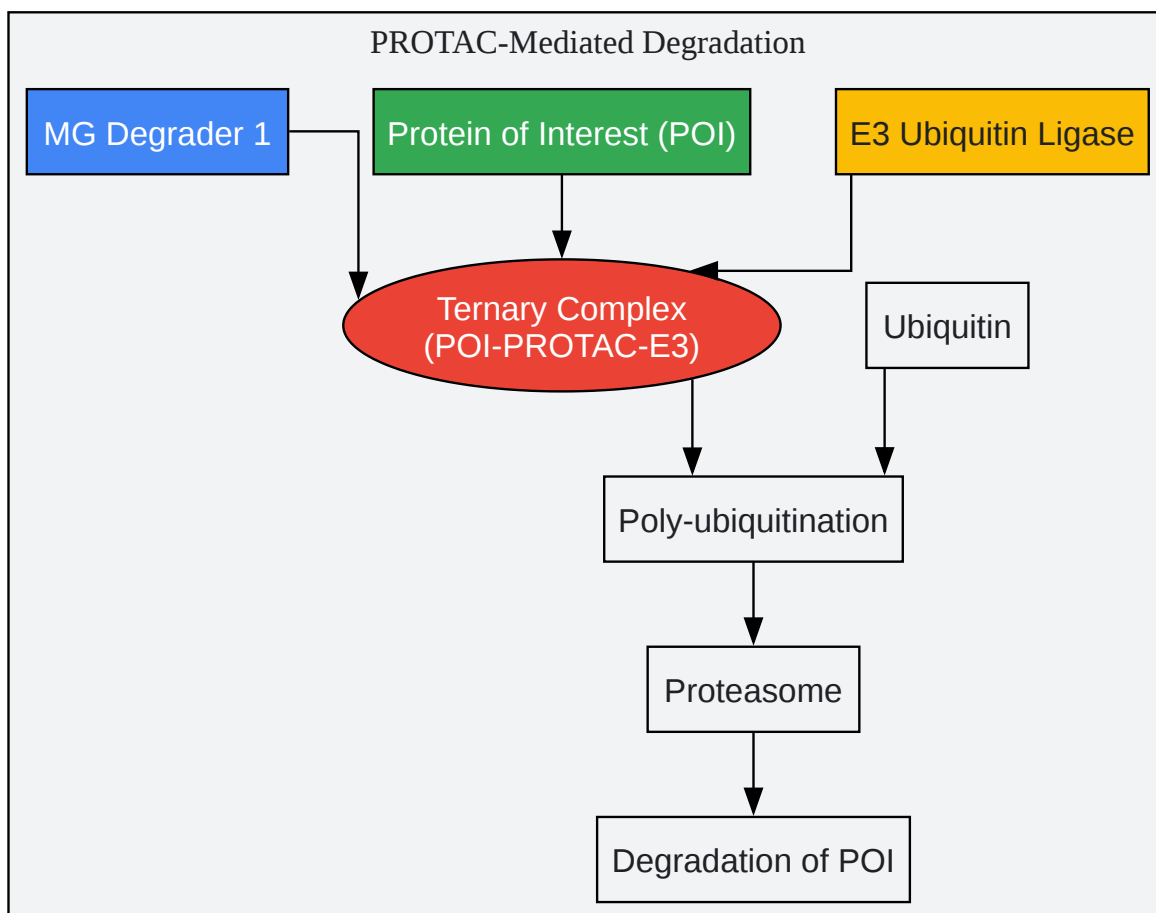 PROTAC-Mediated Degradation
MG Degrader 1
Protein of Interest (POI)
E3 Ubiquitin Ligase
Ternary Complex
(POI-PROTAC-E3)
Ubiquitin
Poly-ubiquitination
Proteasome
Degradation of POI